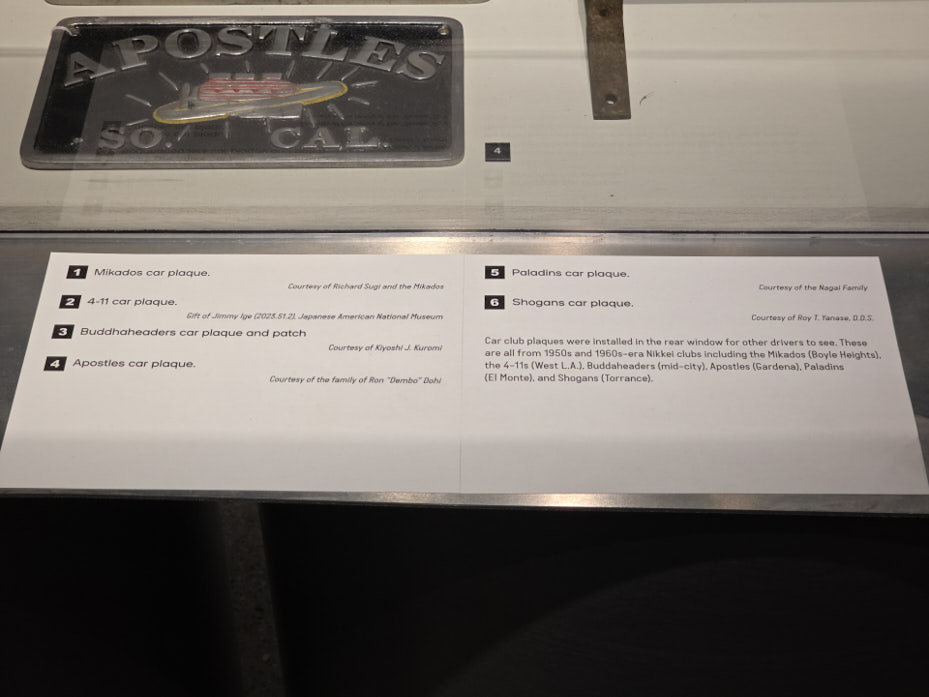 APOSTLES
SO. CAL.
4
1 Mikados car plaque.
Courtesy of Richard Sugi and the Mikados
2 4-11 car plaque.
Gift of Jimmy Ige (2023.51.2), Japanese American National Museum
3 Buddhaheaders car plaque and patch
Courtesy of Kiyoshi J. Kuromi
4 Apostles car plaque.
Courtesy of the family of Ron "Dembo" Dohi
5 Paladins car plaque.
Courtesy of the Nagai Family
6 Shogans car plaque.
Courtesy of Roy T. Yanase, D.D.S.
Car club plaques were installed in the rear window for other drivers to see. These
are all from 1950s and 1960s-era Nikkei clubs including the Mikados (Boyle Heights),
the 4-11s (West L.A.), Buddaheaders (mid-city), Apostles (Gardena), Paladins
(El Monte), and Shogans (Torrance).